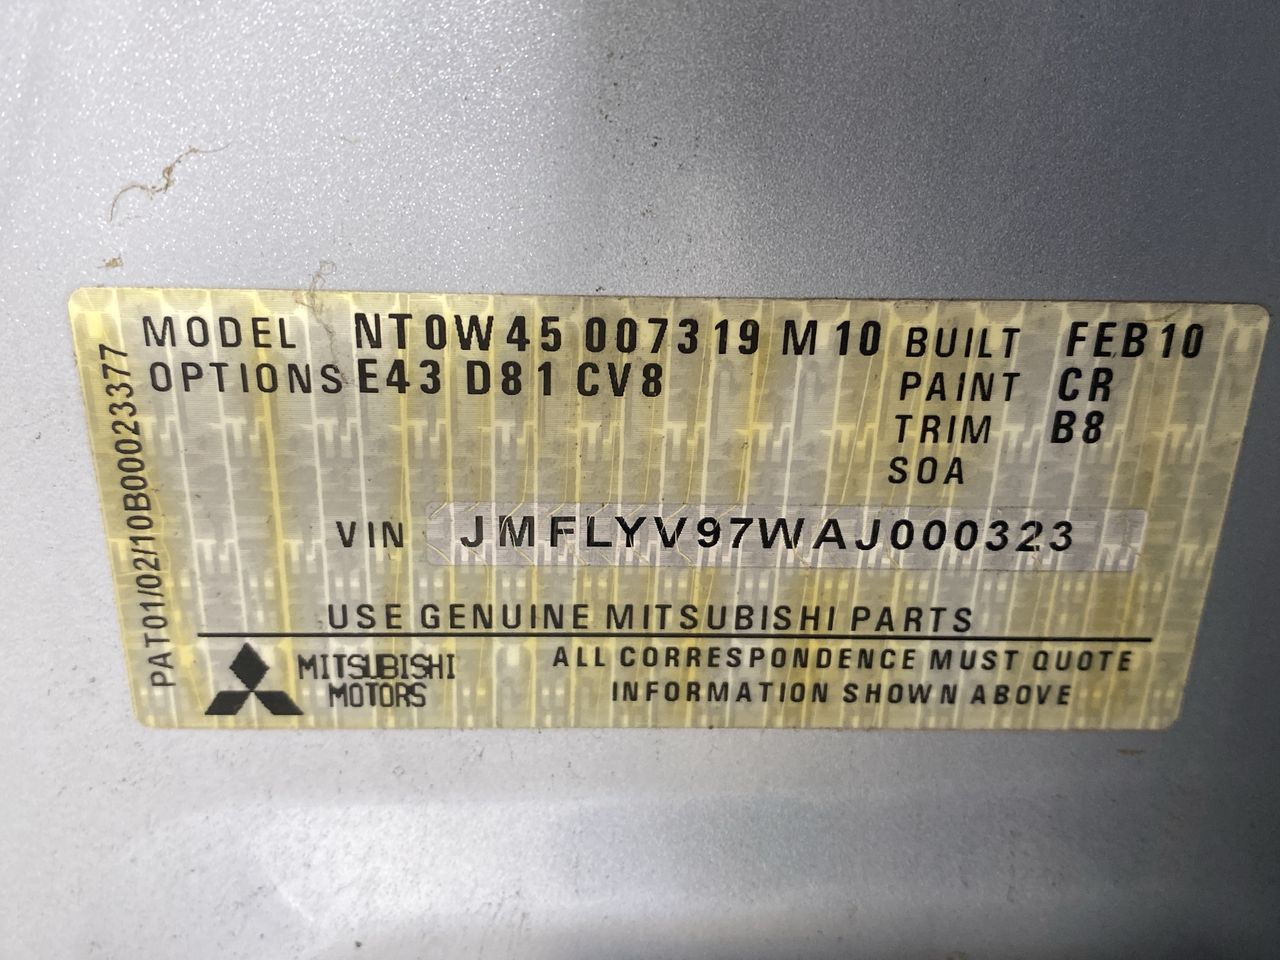 MODEL NT0W45 007319 M10 BUILT FEB10
OPTIONS E43 D81 CV8 PAINT CR
TRIM B8
SOA
VIN JMFLYV97WAJ000323
USE GENUINE MITSUBISHI PARTS
MITSUBISHI MOTORS
ALL CORRESPONDENCE MUST QUOTE
INFORMATION SHOWN ABOVE
PAT01/02/10B00023377